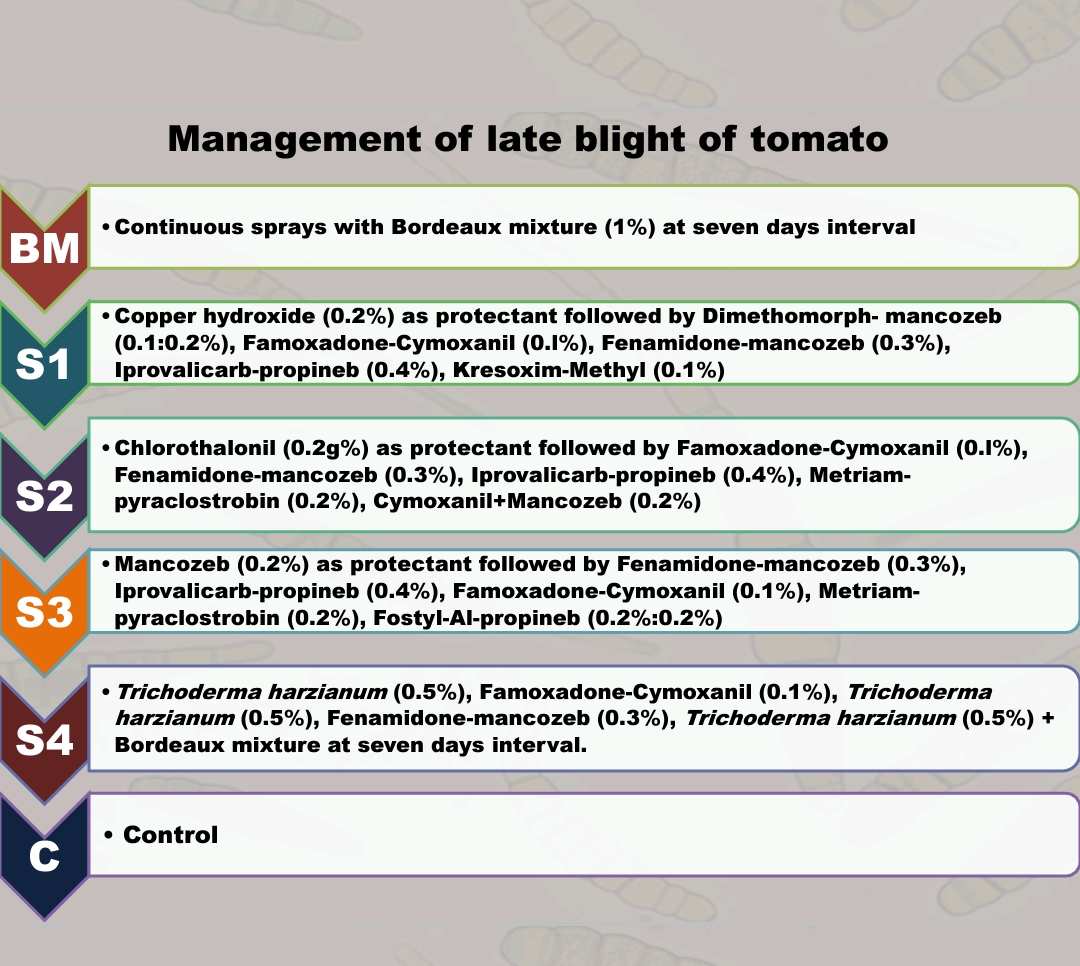 Management of late blight of tomato
BM
• Continuous sprays with Bordeaux mixture (1%) at seven days interval
S1
• Copper hydroxide (0.2%) as protectant followed by Dimethomorph- mancozeb
(0.1:0.2%), Famoxadone-Cymoxanil (0.l%), Fenamidone-mancozeb (0.3%),
Iprovalicarb-propineb (0.4%), Kresoxim-Methyl (0.1%)
S2
• Chlorothalonil (0.2g%) as protectant followed by Famoxadone-Cymoxanil (0.l%),
Fenamidone-mancozeb (0.3%), Iprovalicarb-propineb (0.4%), Metriam-
pyraclostrobin (0.2%), Cymoxanil+Mancozeb (0.2%)
S3
• Mancozeb (0.2%) as protectant followed by Fenamidone-mancozeb (0.3%),
Iprovalicarb-propineb (0.4%), Famoxadone-Cymoxanil (0.1%), Metriam-
pyraclostrobin (0.2%), Fostyl-Al-propineb (0.2%:0.2%)
S4
• Trichoderma harzianum (0.5%), Famoxadone-Cymoxanil (0.1%), Trichoderma
harzianum (0.5%), Fenamidone-mancozeb (0.3%), Trichoderma harzianum (0.5%) +
Bordeaux mixture at seven days interval.
C
• Control